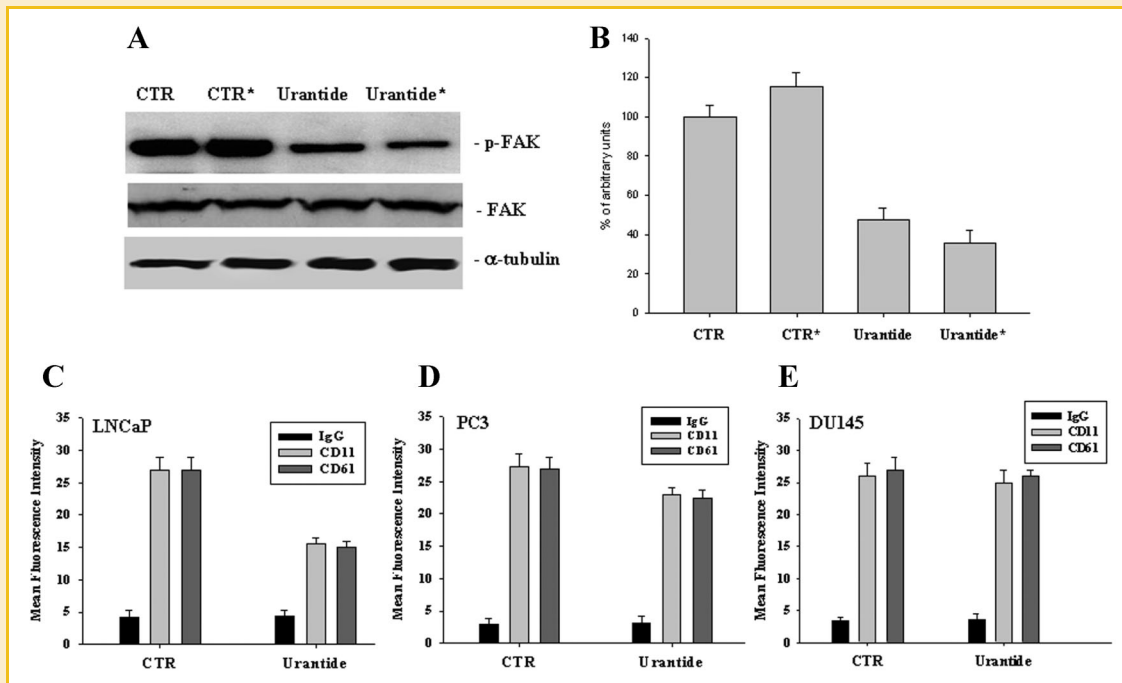 A
CTR CTR* Urantide Urantide*
- p-FAK
- FAK
- α-tubulin
B
% of arbitrary units
140
120
100
80
60
40
20
0
CTR CTR* Urantide Urantide*
C
LNCaP
IgG
CD11
CD61
Mean Fluorescence Intensity
35
30
25
20
15
10
5
0
CTR Urantide
D
PC3
IgG
CD11
CD61
Mean Fluorescence Intensity
35
30
25
20
15
10
5
0
CTR Urantide
E
DU145
IgG
CD11
CD61
Mean Fluorescence Intensity
35
30
25
20
15
10
5
0
CTR Urantide